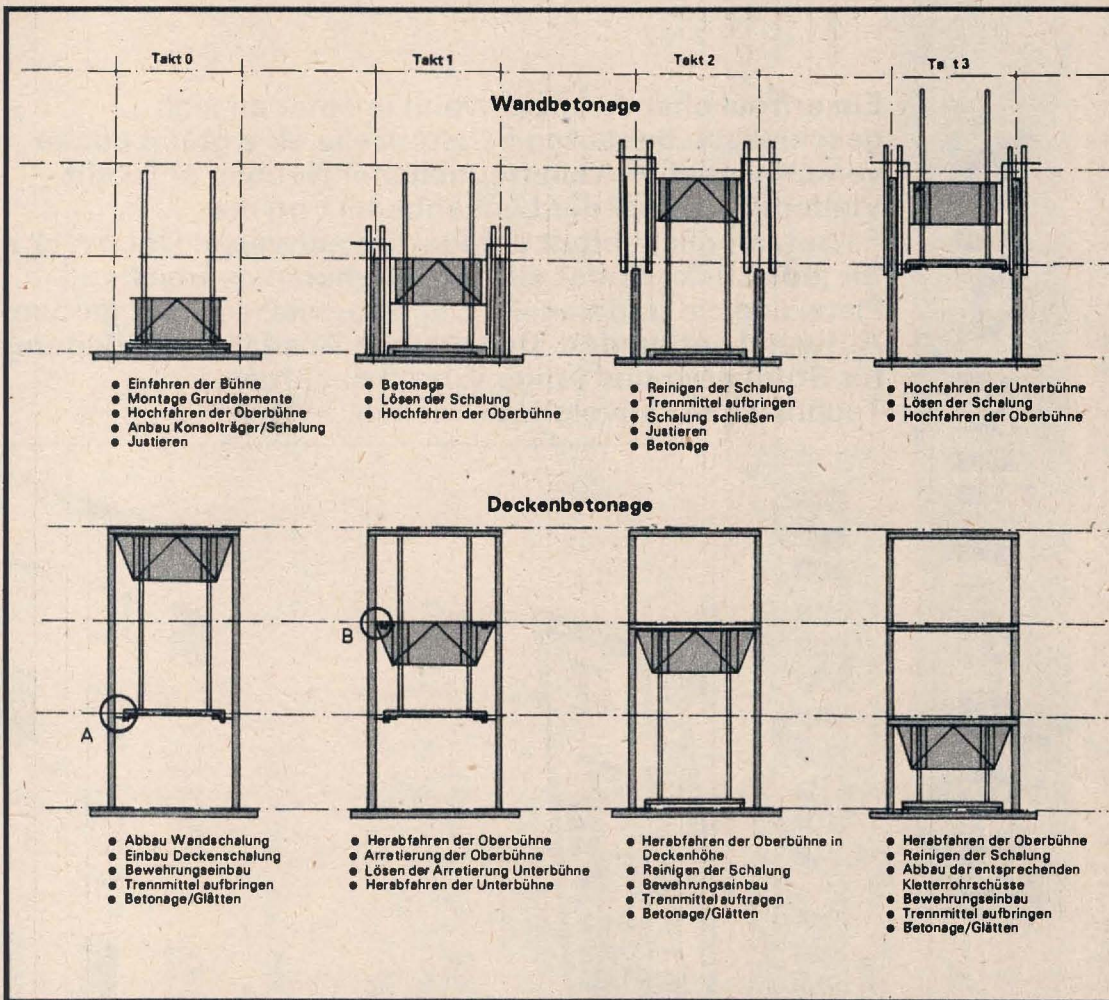 Takt 0
Takt 1
Takt 2
Ta t 3
Wandbetonage
● Einfahren der Bühne
● Montage Grundelemente
● Hochfahren der Oberbühne
● Anbau Konsolträger/Schalung
● Justieren
● Betonage
● Lösen der Schalung
● Hochfahren der Oberbühne
● Reinigen der Schalung
● Trennmittel aufbringen
● Schalung schließen
● Justieren
● Betonage
● Hochfahren der Unterbühne
● Lösen der Schalung
● Hochfahren der Oberbühne
Deckenbetonage
A
B
● Abbau Wandschalung
● Einbau Deckenschalung
● Bewehrungseinbau
● Trennmittel aufbringen
● Betonage/Glätten
● Herabfahren der Oberbühne
● Arretierung der Oberbühne
● Lösen der Arretierung Unterbühne
● Herabfahren der Unterbühne
● Herabfahren der Oberbühne in
Deckenhöhe
● Reinigen der Schalung
● Bewehrungseinbau
● Trennmittel auftragen
● Betonage/Glätten
● Herabfahren der Oberbühne
● Reinigen der Schalung
● Abbau der entsprechenden
Kletterrohrschüsse
● Bewehrungseinbau
● Trennmittel aufbringen
● Betonage/Glätten